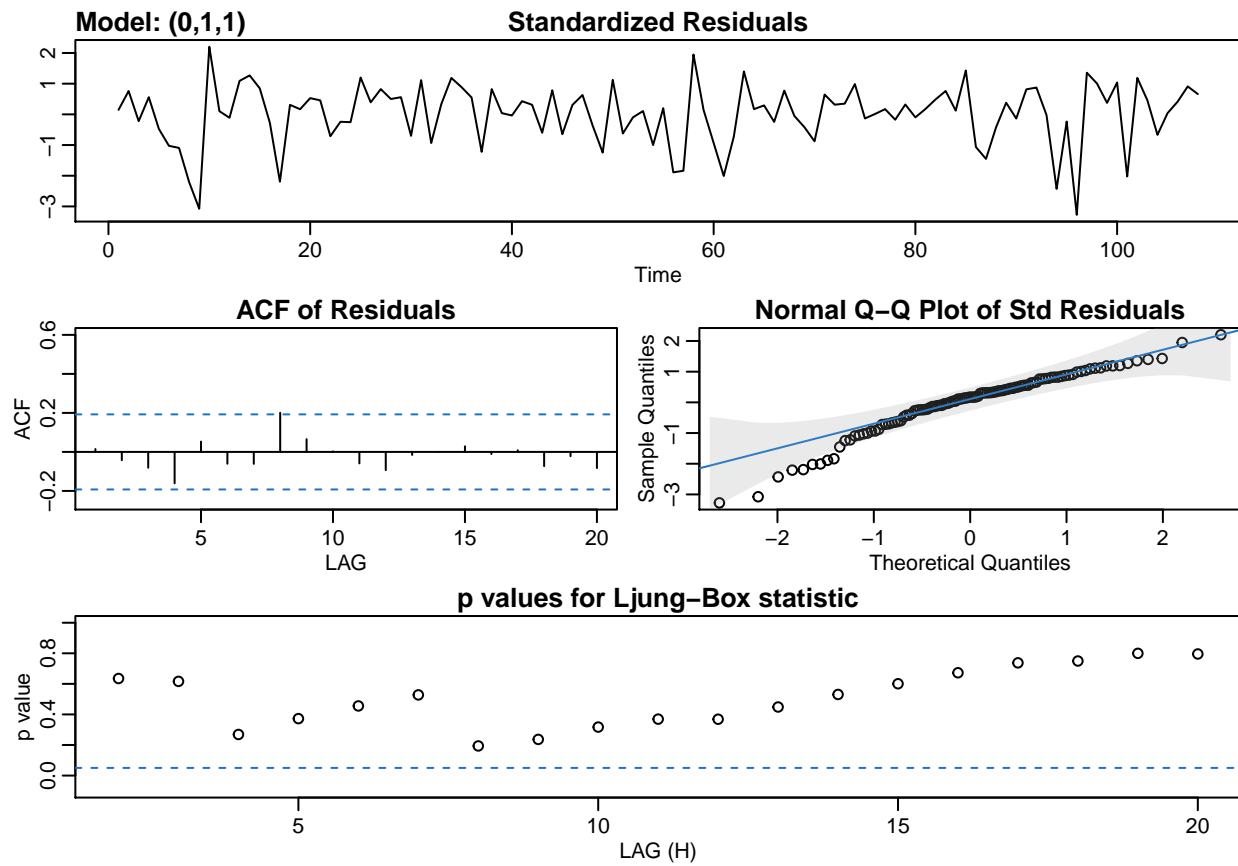 Model: (0,1,1) Standardized Residuals
2
1
−1
−3
0 20 40 60 80 100
Time
ACF of Residuals
ACF
0.6
0.2
−0.2
5 10 15 20
LAG
Normal Q−Q Plot of Std Residuals
Sample Quantiles
2
1
−1
−3
−2 −1 0 1 2
Theoretical Quantiles
p values for Ljung−Box statistic
p value
0.8
0.4
0.0
5 10 15 20
LAG (H)